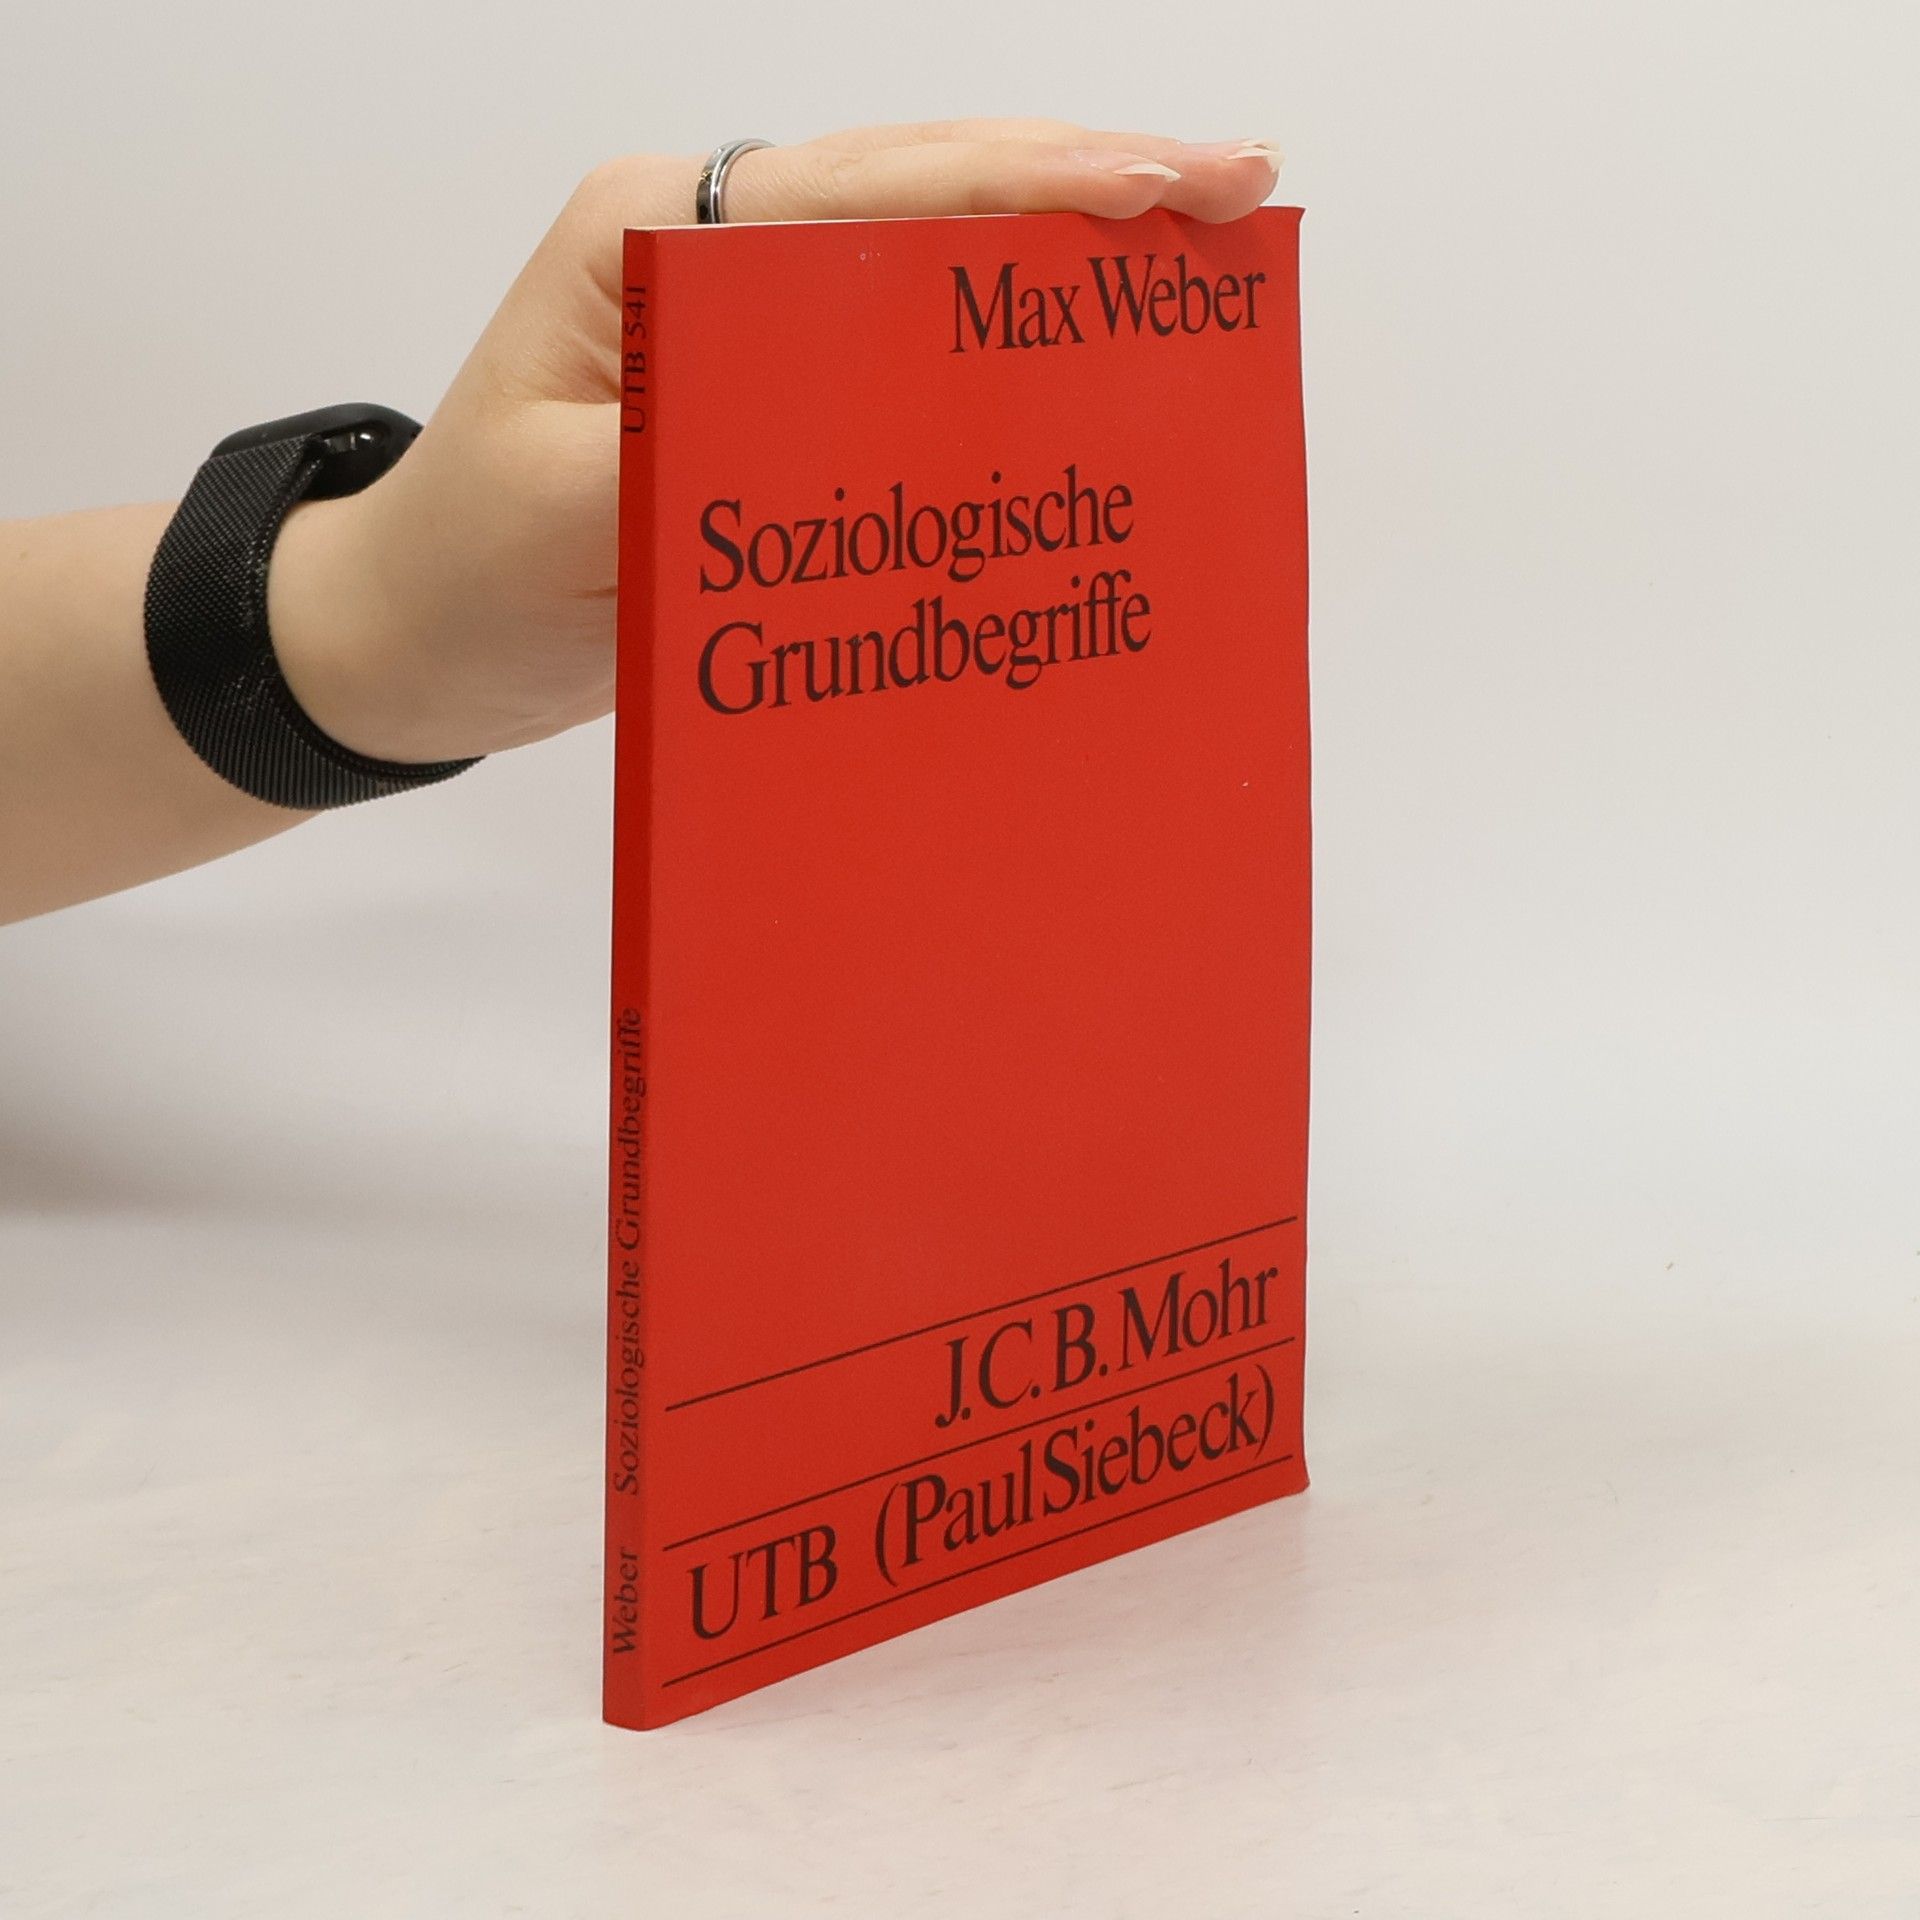 Max Weber
Soziologische
Grundbegriffe
J.C.B. Mohr
UTB (Paul Siebeck)
Weber Soziologische Grundbegriffe UTB 541